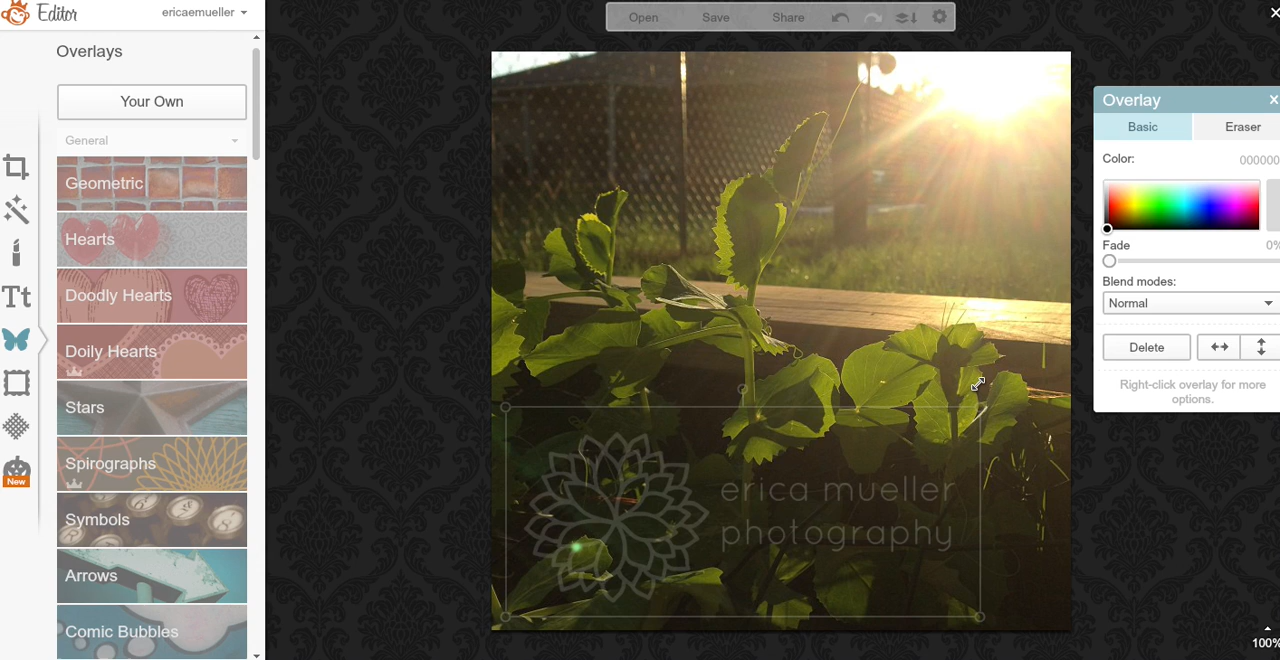 Editor
ericaemueller
Open Save Share
Overlays
Your Own
General
Geometric
Hearts
Doodly Hearts
Doily Hearts
Stars
Spirographs
Symbols
Arrows
Comic Bubbles
Tt
New
erica mueller
photography
Overlay X
Basic Eraser
Color: 000000
Fade 0%
Blend modes:
Normal
Delete
Right-click overlay for more
options.
100%